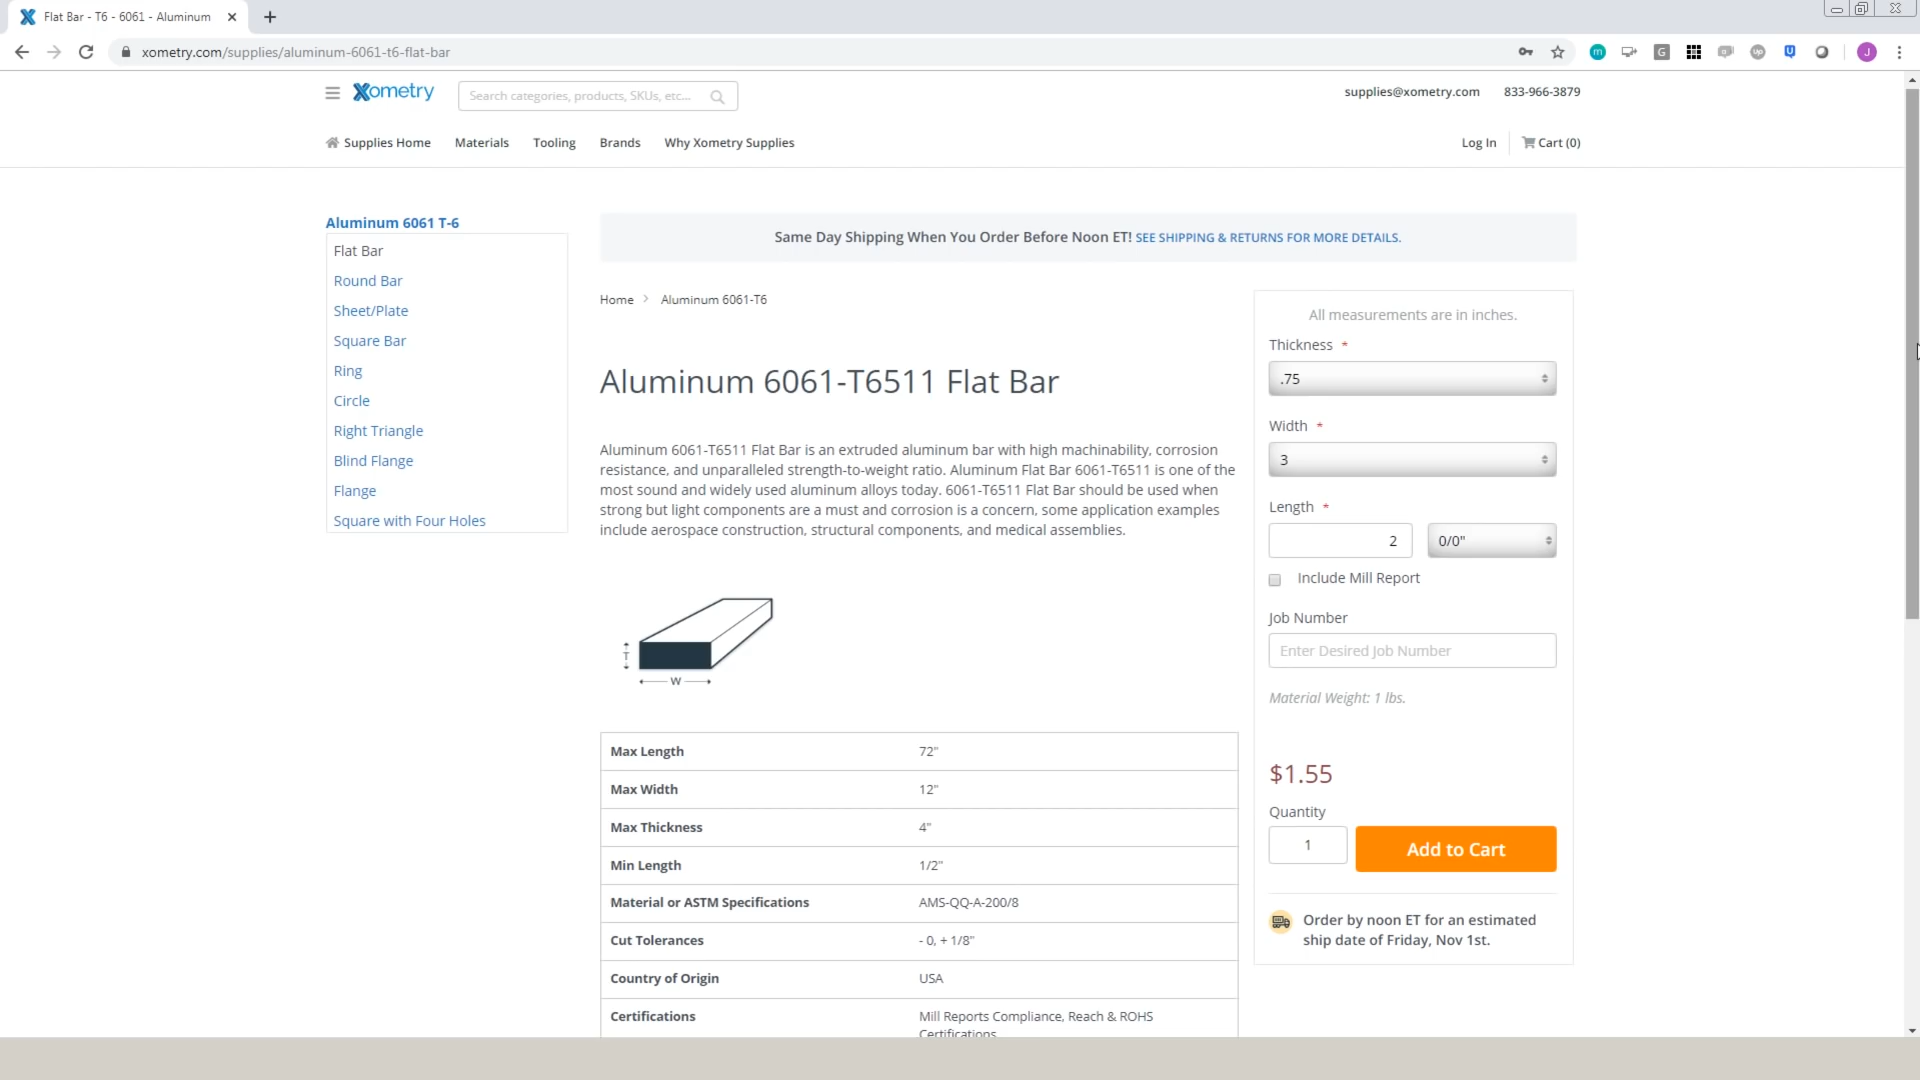 Flat Bar - T6 - 6061 - Aluminum
xometry.com/supplies/aluminum-6061-t6-flat-bar
Xometry
Search categories, products, SKUs, etc...
supplies@xometry.com 833-966-3879
Supplies Home Materials Tooling Brands Why Xometry Supplies
Log In Cart (0)
Aluminum 6061 T-6
Flat Bar
Round Bar
Sheet/Plate
Square Bar
Ring
Circle
Right Triangle
Blind Flange
Flange
Square with Four Holes
Same Day Shipping When You Order Before Noon ET! SEE SHIPPING & RETURNS FOR MORE DETAILS.
Home > Aluminum 6061-T6
Aluminum 6061-T6511 Flat Bar
Aluminum 6061-T6511 Flat Bar is an extruded aluminum bar with high machinability, corrosion
resistance, and unparalleled strength-to-weight ratio. Aluminum Flat Bar 6061-T6511 is one of the
most sound and widely used aluminum alloys today. 6061-T6511 Flat Bar should be used when
strong but light components are a must and corrosion is a concern, some application examples
include aerospace construction, structural components, and medical assemblies.
T
W
Max Length 72"
Max Width 12"
Max Thickness 4"
Min Length 1/2"
Material or ASTM Specifications AMS-QQ-A-200/8
Cut Tolerances - 0, + 1/8"
Country of Origin USA
Certifications Mill Reports Compliance, Reach & ROHS
Certifications
All measurements are in inches.
Thickness *
.75
Width *
3
Length *
2 0/0"
Include Mill Report
Job Number
Enter Desired Job Number
Material Weight: 1 lbs.
$1.55
Quantity
1 Add to Cart
Order by noon ET for an estimated
ship date of Friday, Nov 1st.